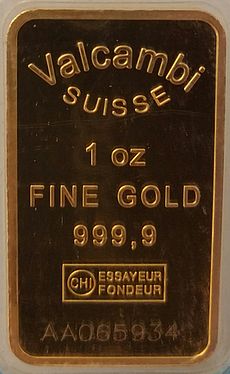 Valcambi
SUISSE
1 oz
FINE GOLD
999,9
CHI ESSAYEUR
FONDEUR
AA065934